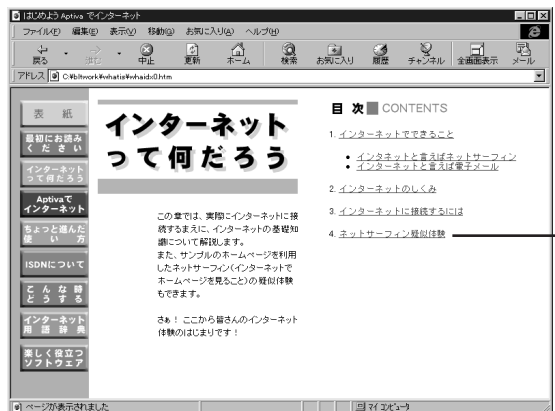 はじめよう Aptiva でインターネット
ファイル(F) 編集(E) 表示(V) 移動(G) お気に入り(A) ヘルプ(H)
戻る 進む 中止 更新 ホーム 検索 お気に入り 履歴 チャンネル 全画面表示 メール
アドレス C:¥bltwork¥whatis¥whaidx0.htm
表 紙
最初にお読み
ください
インターネット
って何だろう
Aptivaで
インターネット
ちょっと進んだ
使い方
ISDNについて
こんな時
どうする
インターネット
用語辞典
楽しく役立つ
ソフトウェア
インターネット
って何だろう
この章では、実際にインターネットに接
続するまえに、インターネットの基礎知
識について解説します。
また、サンプルのホームページを利用
したネットサーフィン(インターネットで
ホームページを見ること)の疑似体験
もできます。
さぁ！ ここから皆さんのインターネット
体験のはじまりです！
目 次 CONTENTS
1. インターネットでできること
• インタネットと言えばネットサーフィン
• インターネットと言えば電子メール
2. インターネットのしくみ
3. インターネットに接続するには
4. ネットサーフィン疑似体験
ページが表示されました
マイ コンピュータ